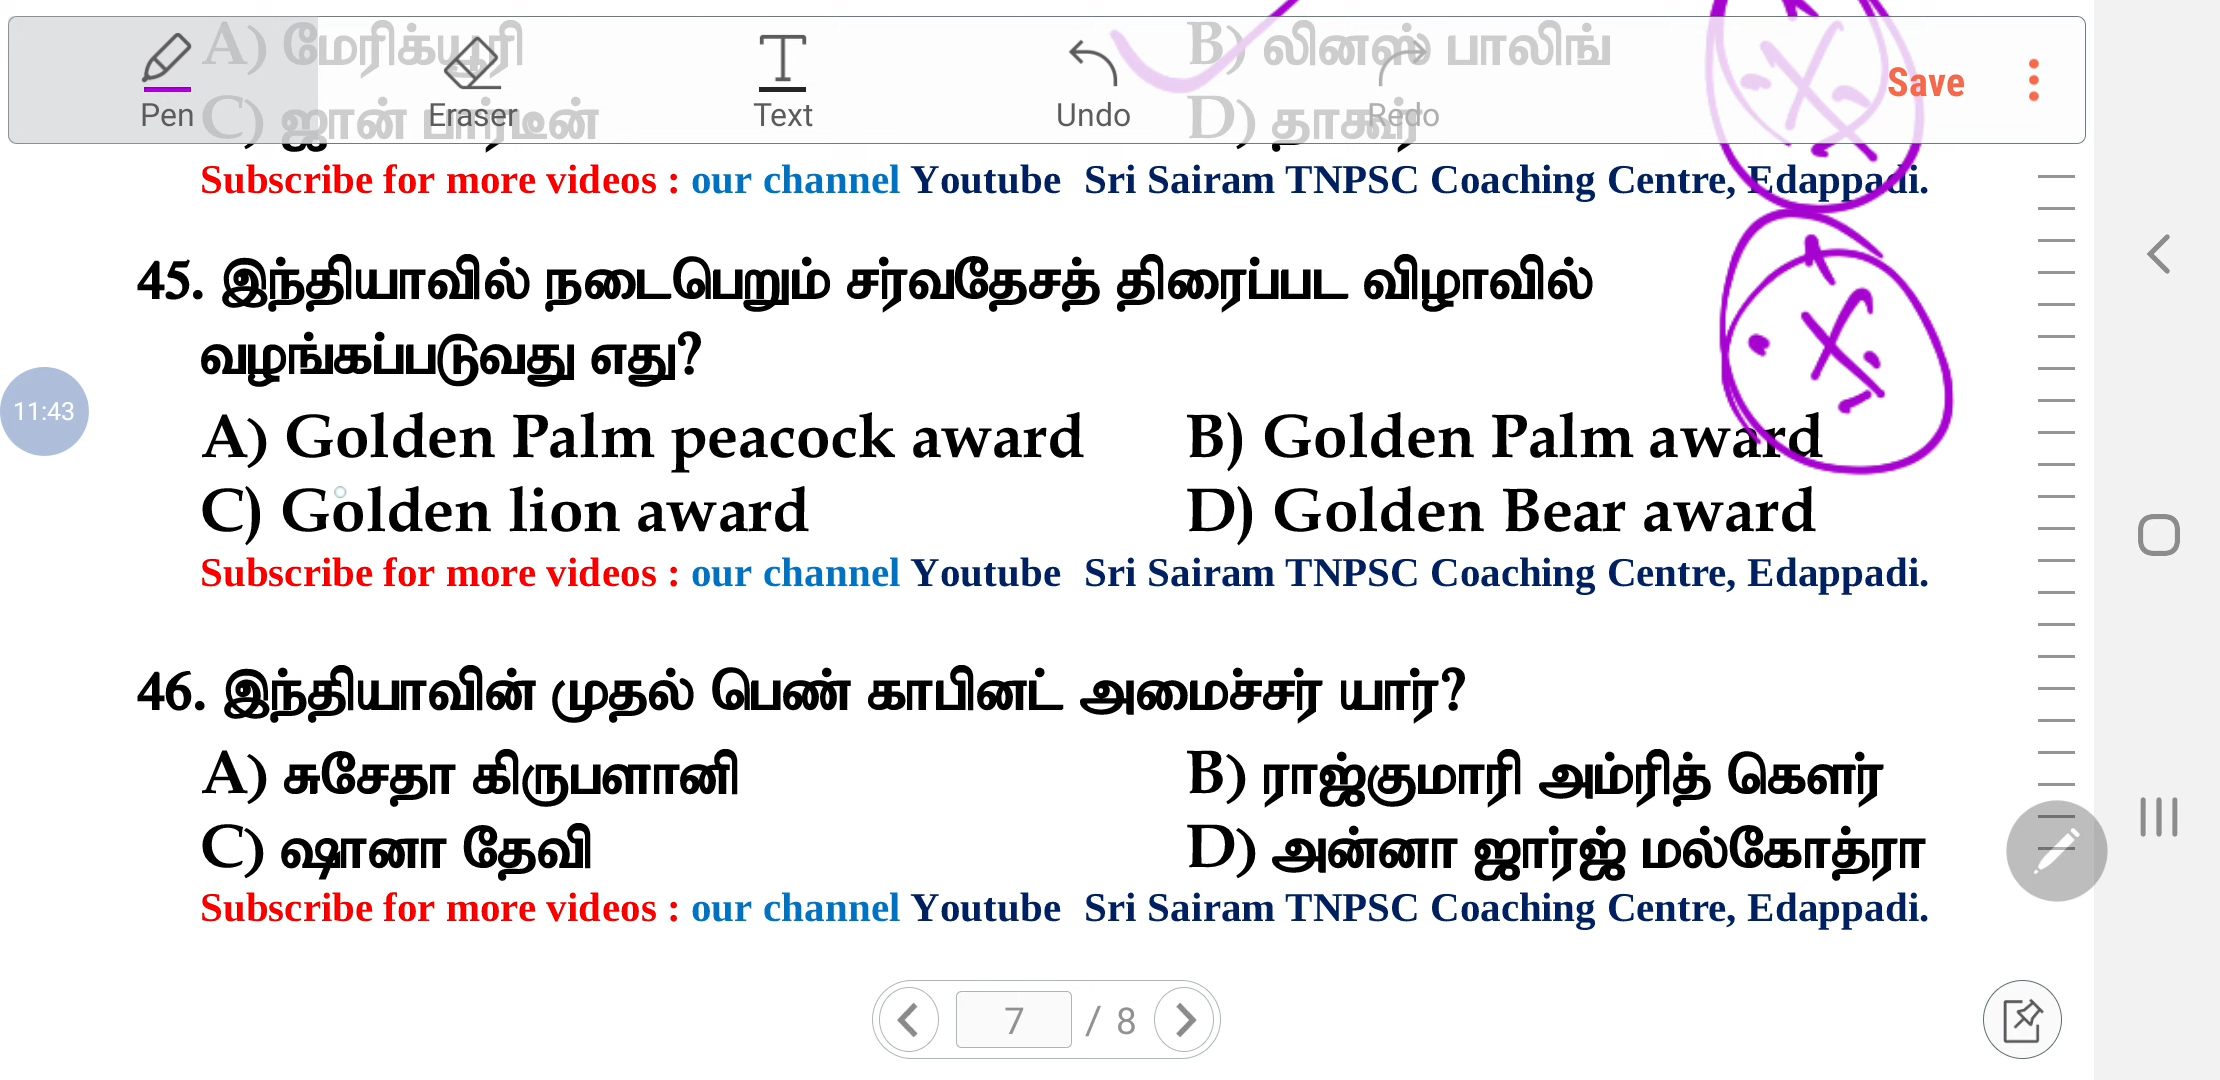 A) மேரிக்யூரி B) லினஸ் பாலிங்
Pen Eraser Text Undo Redo Save
C) ஜான் பார்டீன் D) தாகூர்
Subscribe for more videos : our channel Youtube Sri Sairam TNPSC Coaching Centre, Edappadi.
45. இந்தியாவில் நடைபெறும் சர்வதேசத் திரைப்பட விழாவில்
வழங்கப்படுவது எது?
11:43
A) Golden Palm peacock award B) Golden Palm award
C) Golden lion award D) Golden Bear award
Subscribe for more videos : our channel Youtube Sri Sairam TNPSC Coaching Centre, Edappadi.
46. இந்தியாவின் முதல் பெண் காபினட் அமைச்சர் யார்?
A) சுசேதா கிருபளானி B) ராஜ்குமாரி அம்ரித் கௌர்
C) ஷானா தேவி D) அன்னா ஜார்ஜ் மல்கோத்ரா
Subscribe for more videos : our channel Youtube Sri Sairam TNPSC Coaching Centre, Edappadi.
7 / 8